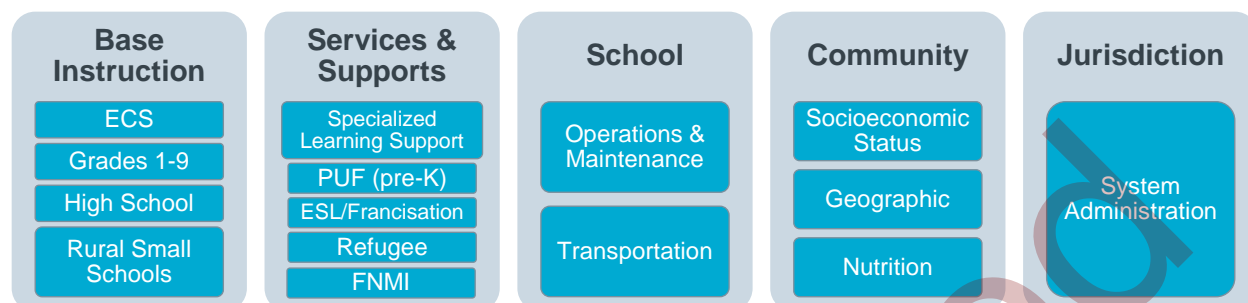 Base
Instruction
ECS
Grades 1-9
High School
Rural Small
Schools
Services &
Supports
Specialized
Learning Support
PUF (pre-K)
ESL/Francisation
Refugee
FNMI
School
Operations &
Maintenance
Transportation
Community
Socioeconomic
Status
Geographic
Nutrition
Jurisdiction
System
Administration